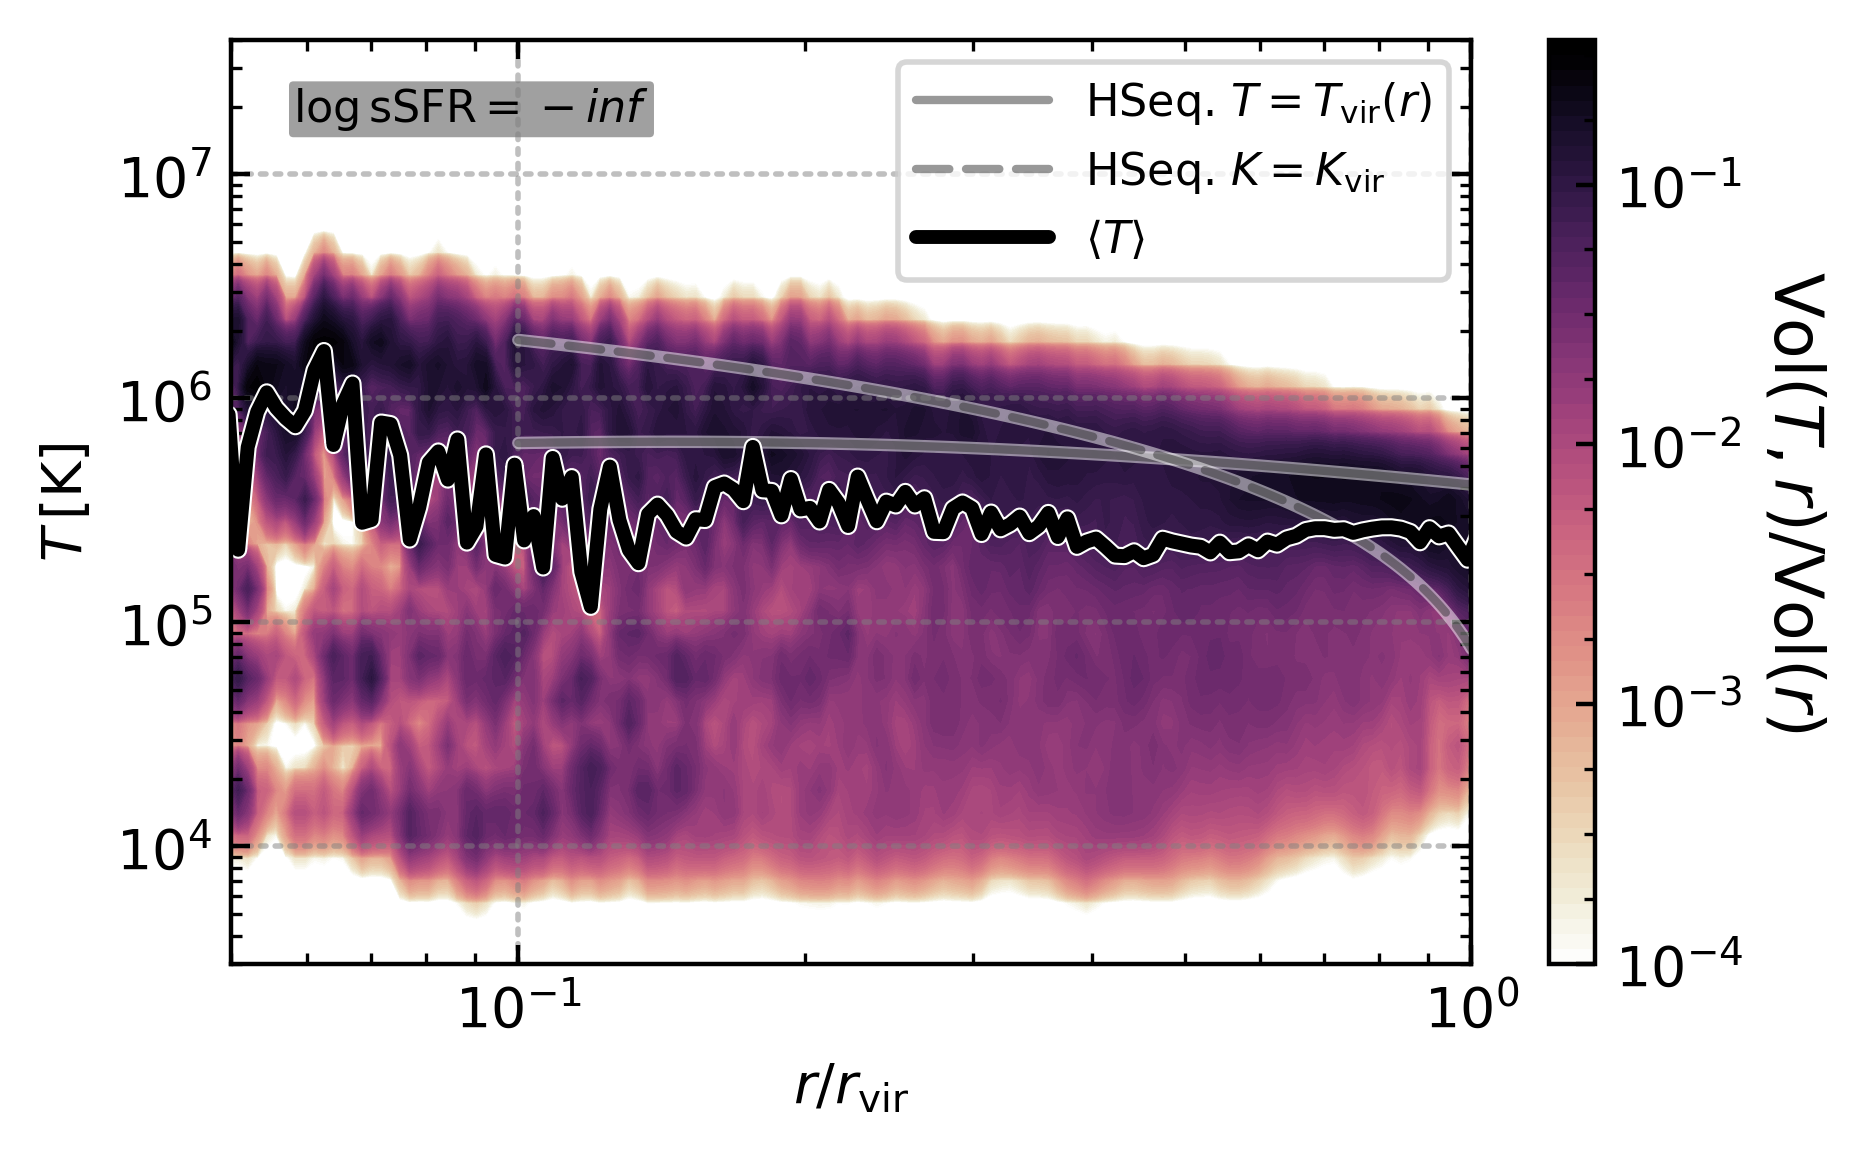 log sSFR = −inf
HSeq. T = T_vir(r)
HSeq. K = K_vir
⟨T⟩
10^7
10^6
10^5
10^4
T [K]
10^−1
10^0
r/r_vir
10^−1
10^−2
10^−3
10^−4
Vol(T, r)/Vol(r)